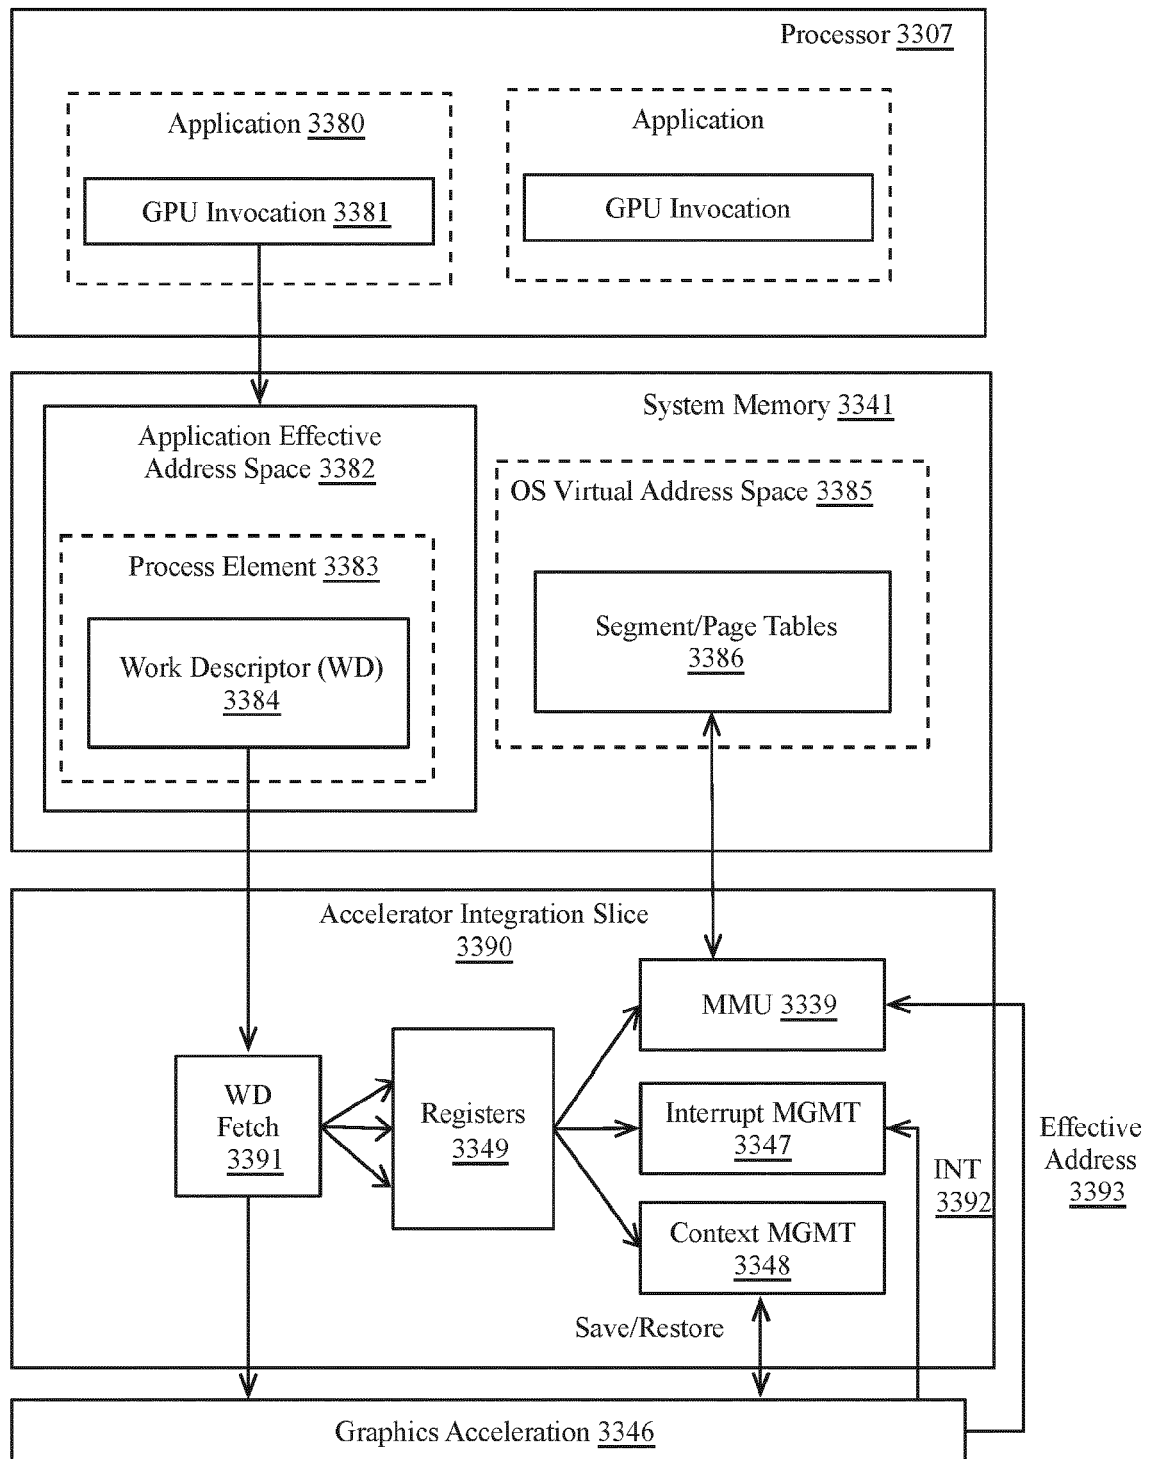 Processor 3307
Application 3380
Application
GPU Invocation 3381
GPU Invocation
System Memory 3341
Application Effective
Address Space 3382
OS Virtual Address Space 3385
Process Element 3383
Segment/Page Tables
3386
Work Descriptor (WD)
3384
Accelerator Integration Slice
3390
MMU 3339
WD
Fetch
3391
Registers
3349
Interrupt MGMT
3347
Effective
Address
3393
INT
3392
Context MGMT
3348
Save/Restore
Graphics Acceleration 3346